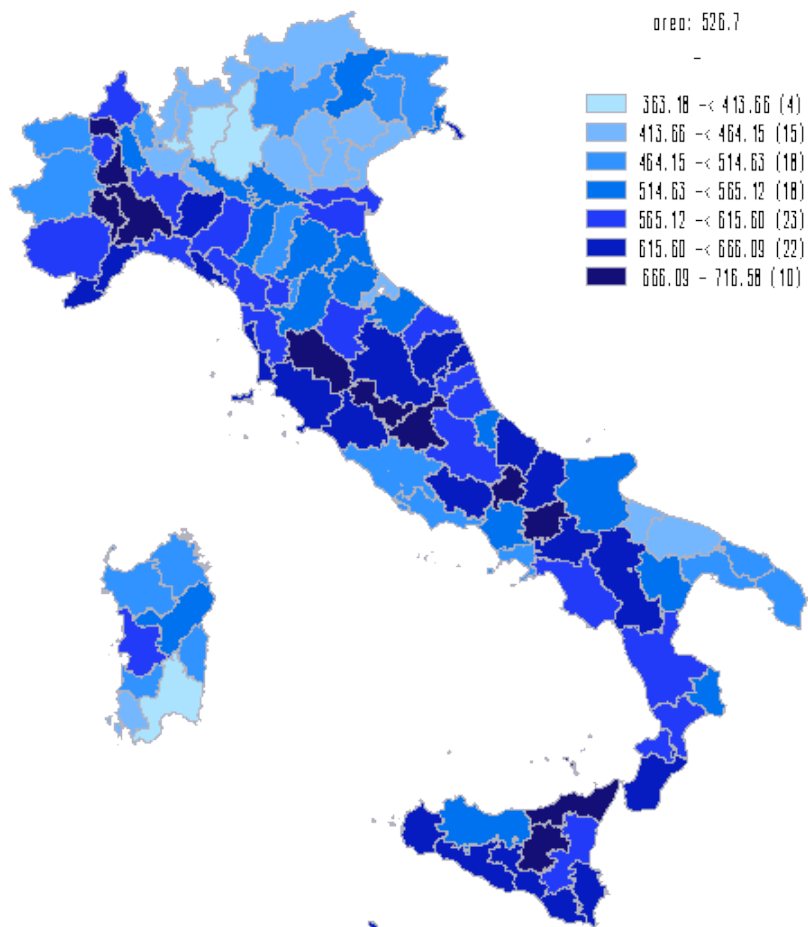 area: 526.7
-
363.18 -< 413.66 (4)
413.66 -< 464.15 (15)
464.15 -< 514.63 (18)
514.63 -< 565.12 (18)
565.12 -< 615.60 (23)
615.60 -< 666.09 (22)
666.09 - 716.58 (10)